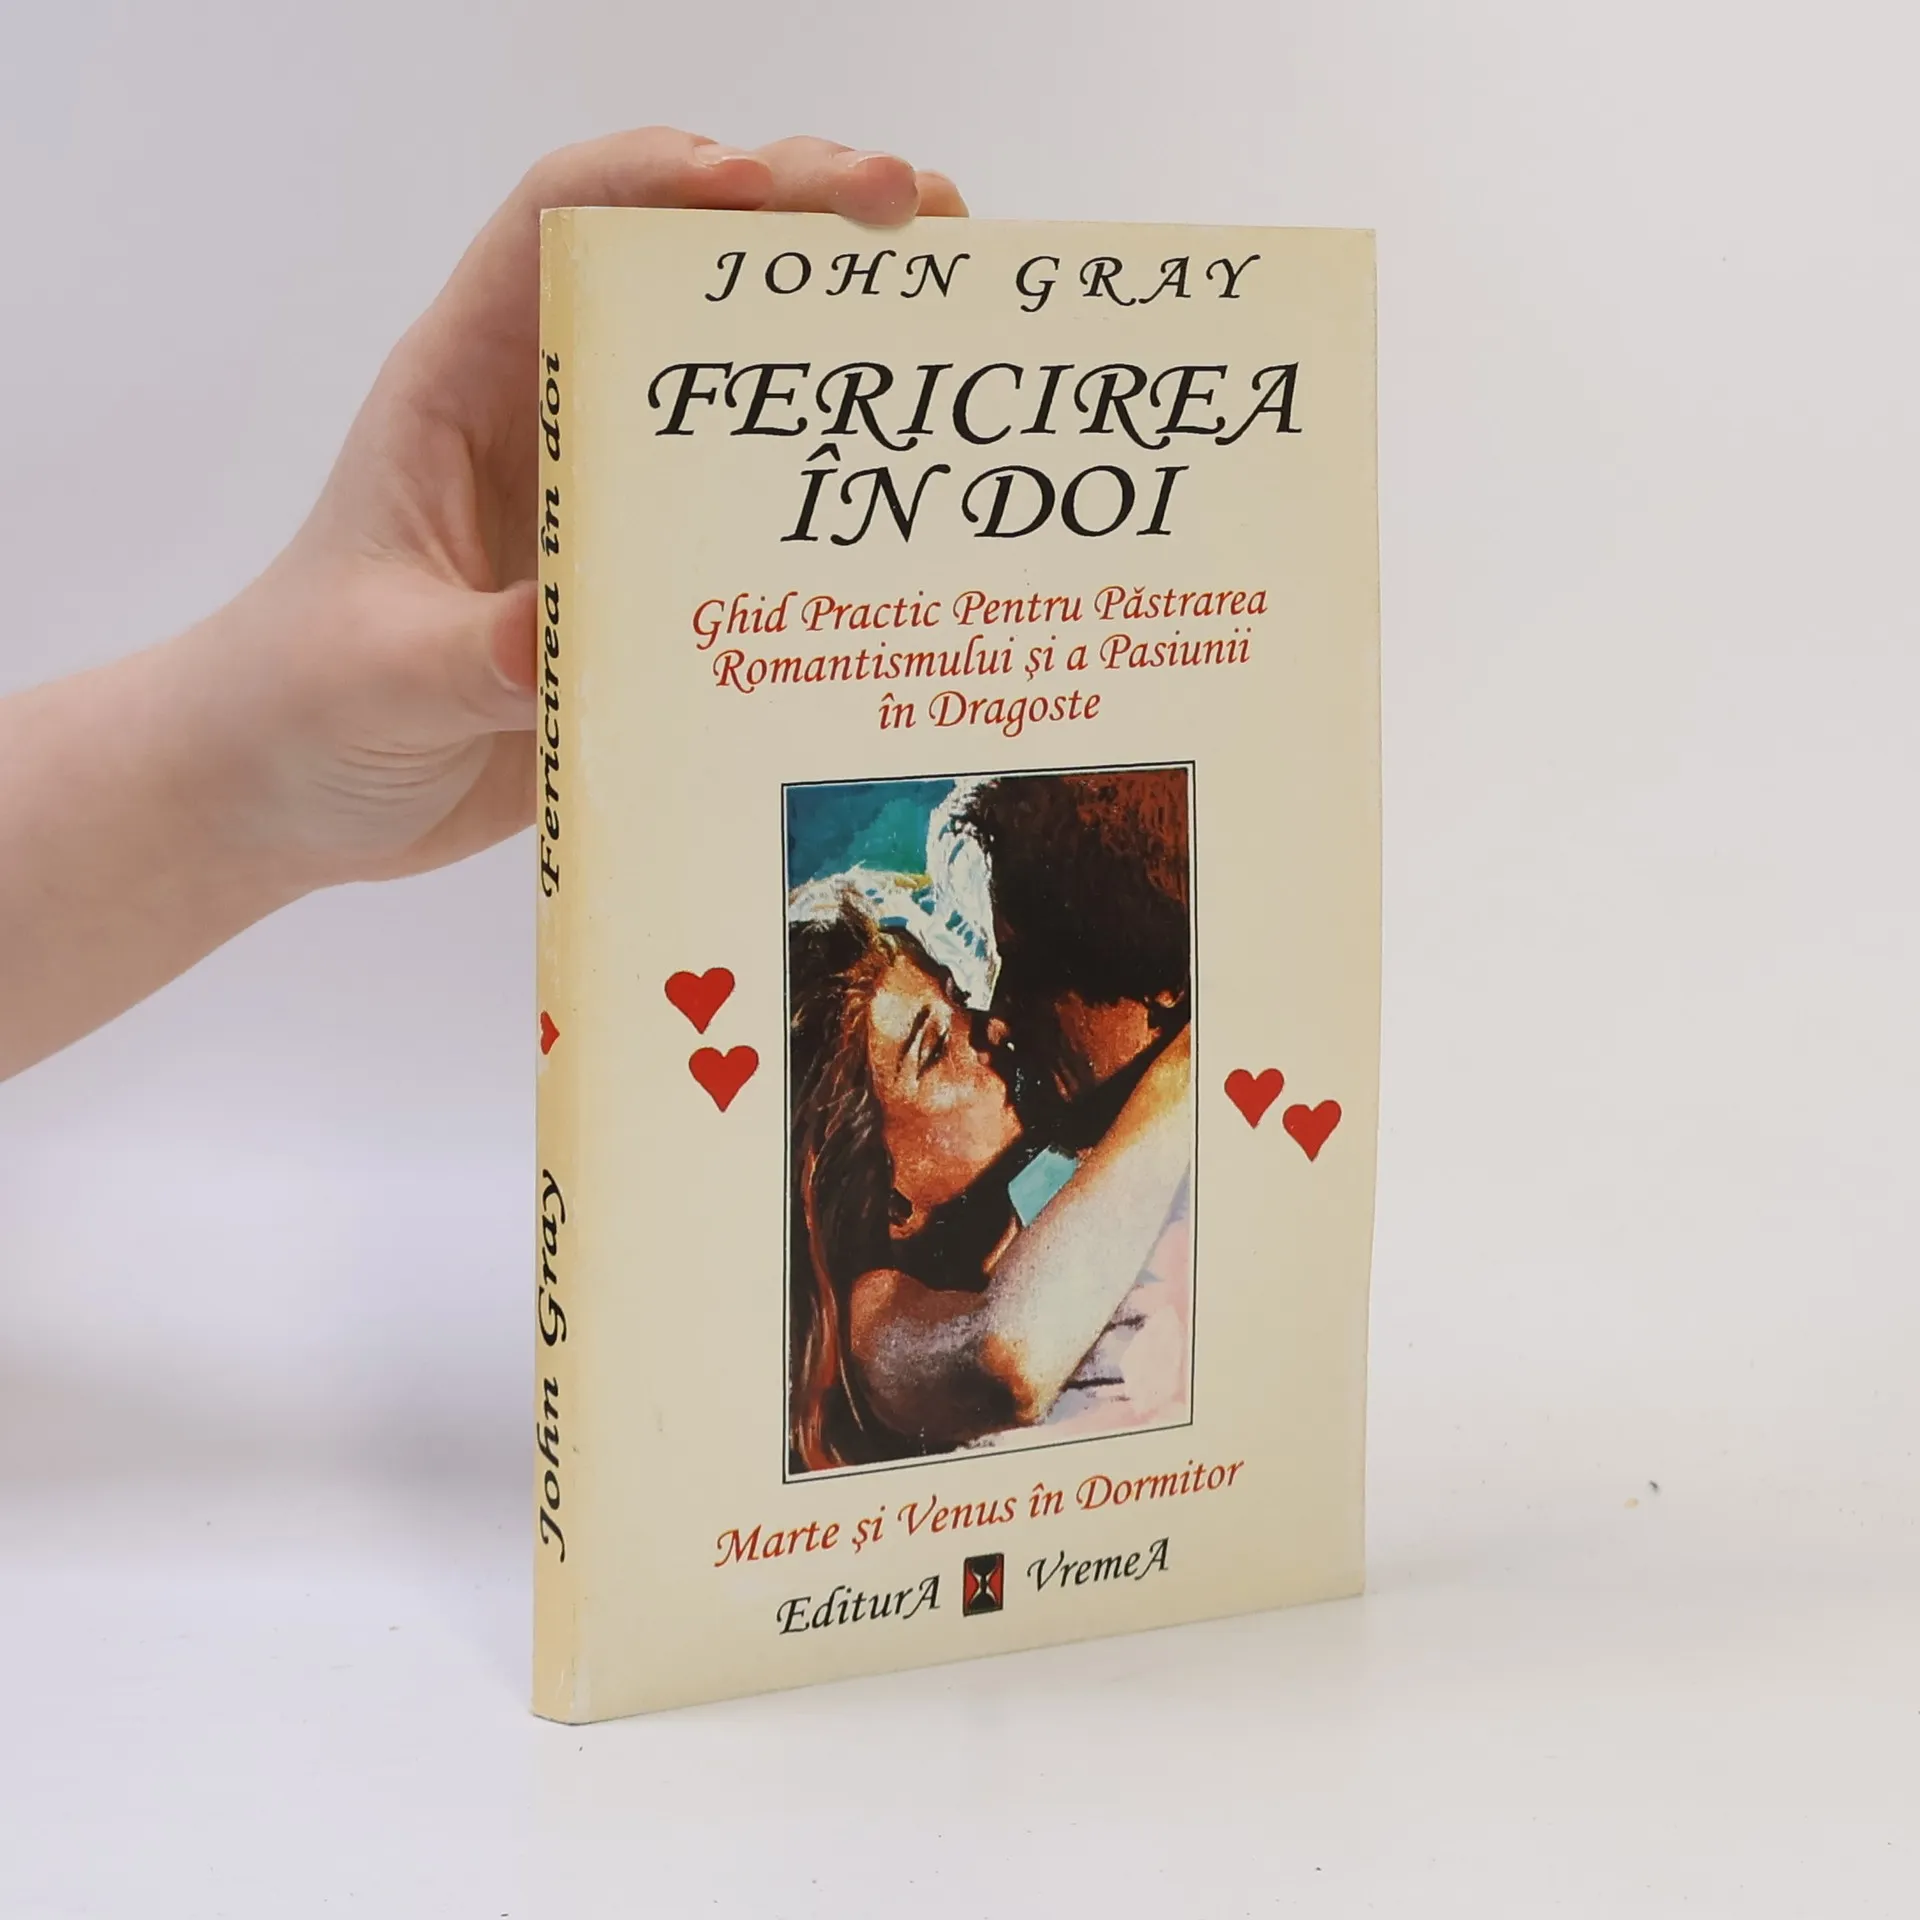 JOHN GRAY
FERICIREA
ÎN DOI
Ghid Practic Pentru Păstrarea
Romantismului şi a Pasiunii
în Dragoste
Marte şi Venus în Dormitor
EditurA VremeA
John Gray Fericirea în doi